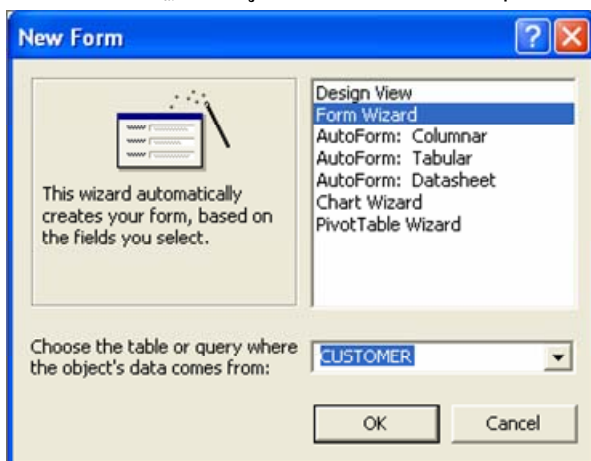 New Form
This wizard automatically
creates your form, based on
the fields you select.
Design View
Form Wizard
AutoForm: Columnar
AutoForm: Tabular
AutoForm: Datasheet
Chart Wizard
PivotTable Wizard
Choose the table or query where
the object's data comes from:
CUSTOMER
OK
Cancel